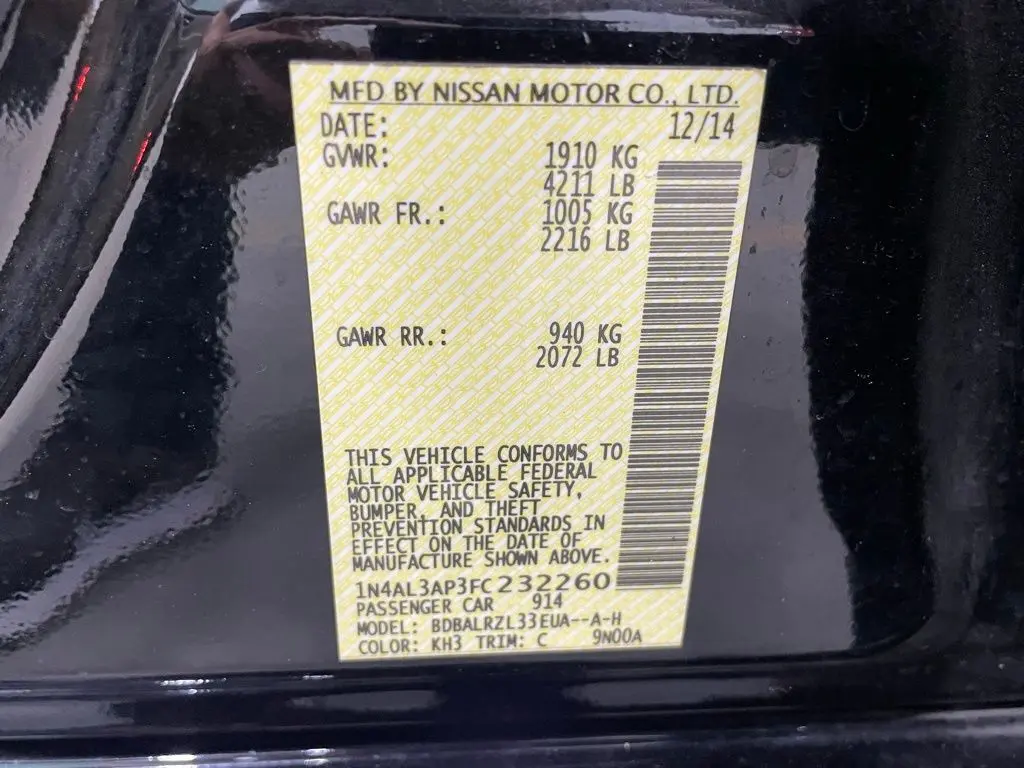 MFD BY NISSAN MOTOR CO., LTD.
DATE: 12/14
GVWR: 1910 KG
4211 LB
GAWR FR.: 1005 KG
2216 LB
GAWR RR.: 940 KG
2072 LB
THIS VEHICLE CONFORMS TO
ALL APPLICABLE FEDERAL
MOTOR VEHICLE SAFETY,
BUMPER, AND THEFT
PREVENTION STANDARDS IN
EFFECT ON THE DATE OF
MANUFACTURE SHOWN ABOVE.
1N4AL3AP3FC232260
PASSENGER CAR 914
MODEL: BDBALRZL33EUA--A-H
COLOR: KH3 TRIM: C 9N00A